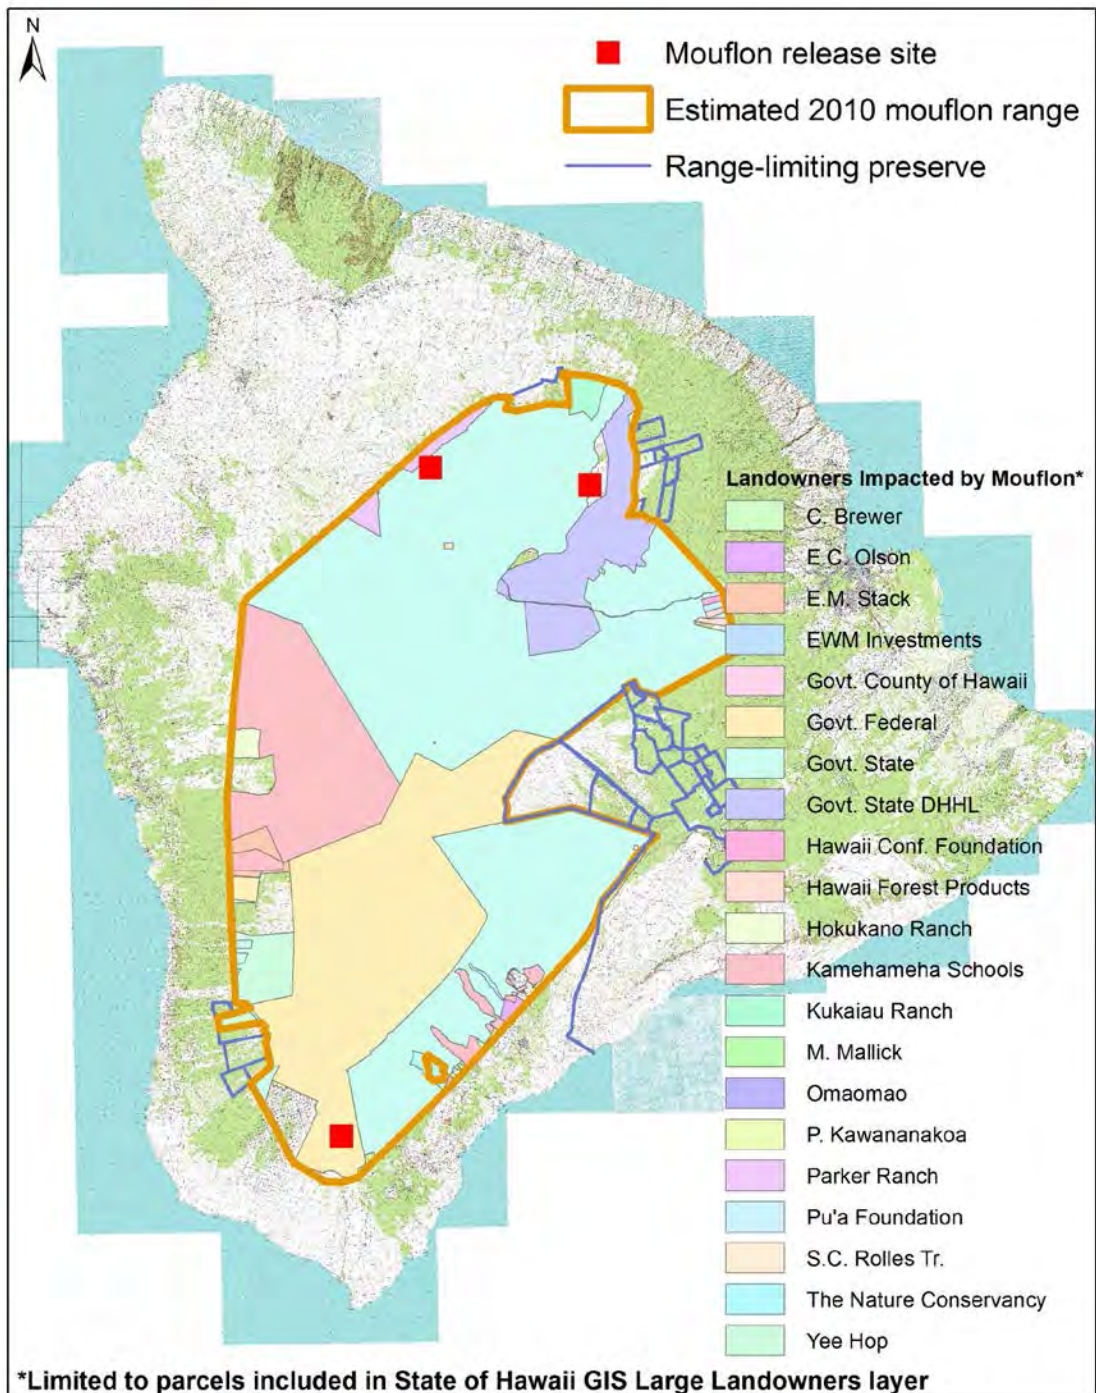 N
Mouflon release site
Estimated 2010 mouflon range
Range-limiting preserve
Landowners Impacted by Mouflon*
C. Brewer
E.C. Olson
E.M. Stack
EWM Investments
Govt. County of Hawaii
Govt. Federal
Govt. State
Govt. State DHHL
Hawaii Conf. Foundation
Hawaii Forest Products
Hokukano Ranch
Kamehameha Schools
Kukaiau Ranch
M. Mallick
Omaomao
P. Kawananakoa
Parker Ranch
Pu'a Foundation
S.C. Rolles Tr.
The Nature Conservancy
Yee Hop
*Limited to parcels included in State of Hawaii GIS Large Landowners layer